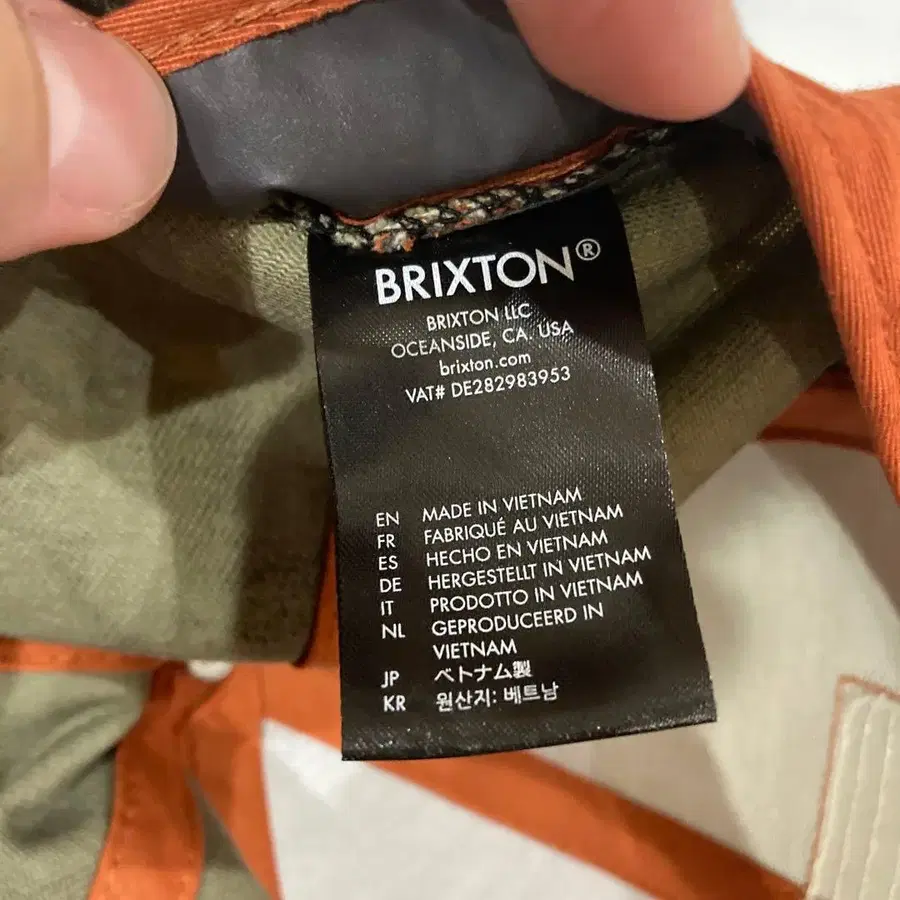 BRIXTON®
BRIXTON LLC
OCEANSIDE, CA. USA
brixton.com
VAT# DE282983953
EN MADE IN VIETNAM
FR FABRIQUÉ AU VIETNAM
ES HECHO EN VIETNAM
DE HERGESTELLT IN VIETNAM
IT PRODOTTO IN VIETNAM
NL GEPRODUCEERD IN
VIETNAM
JP ベトナム製
KR 원산지: 베트남